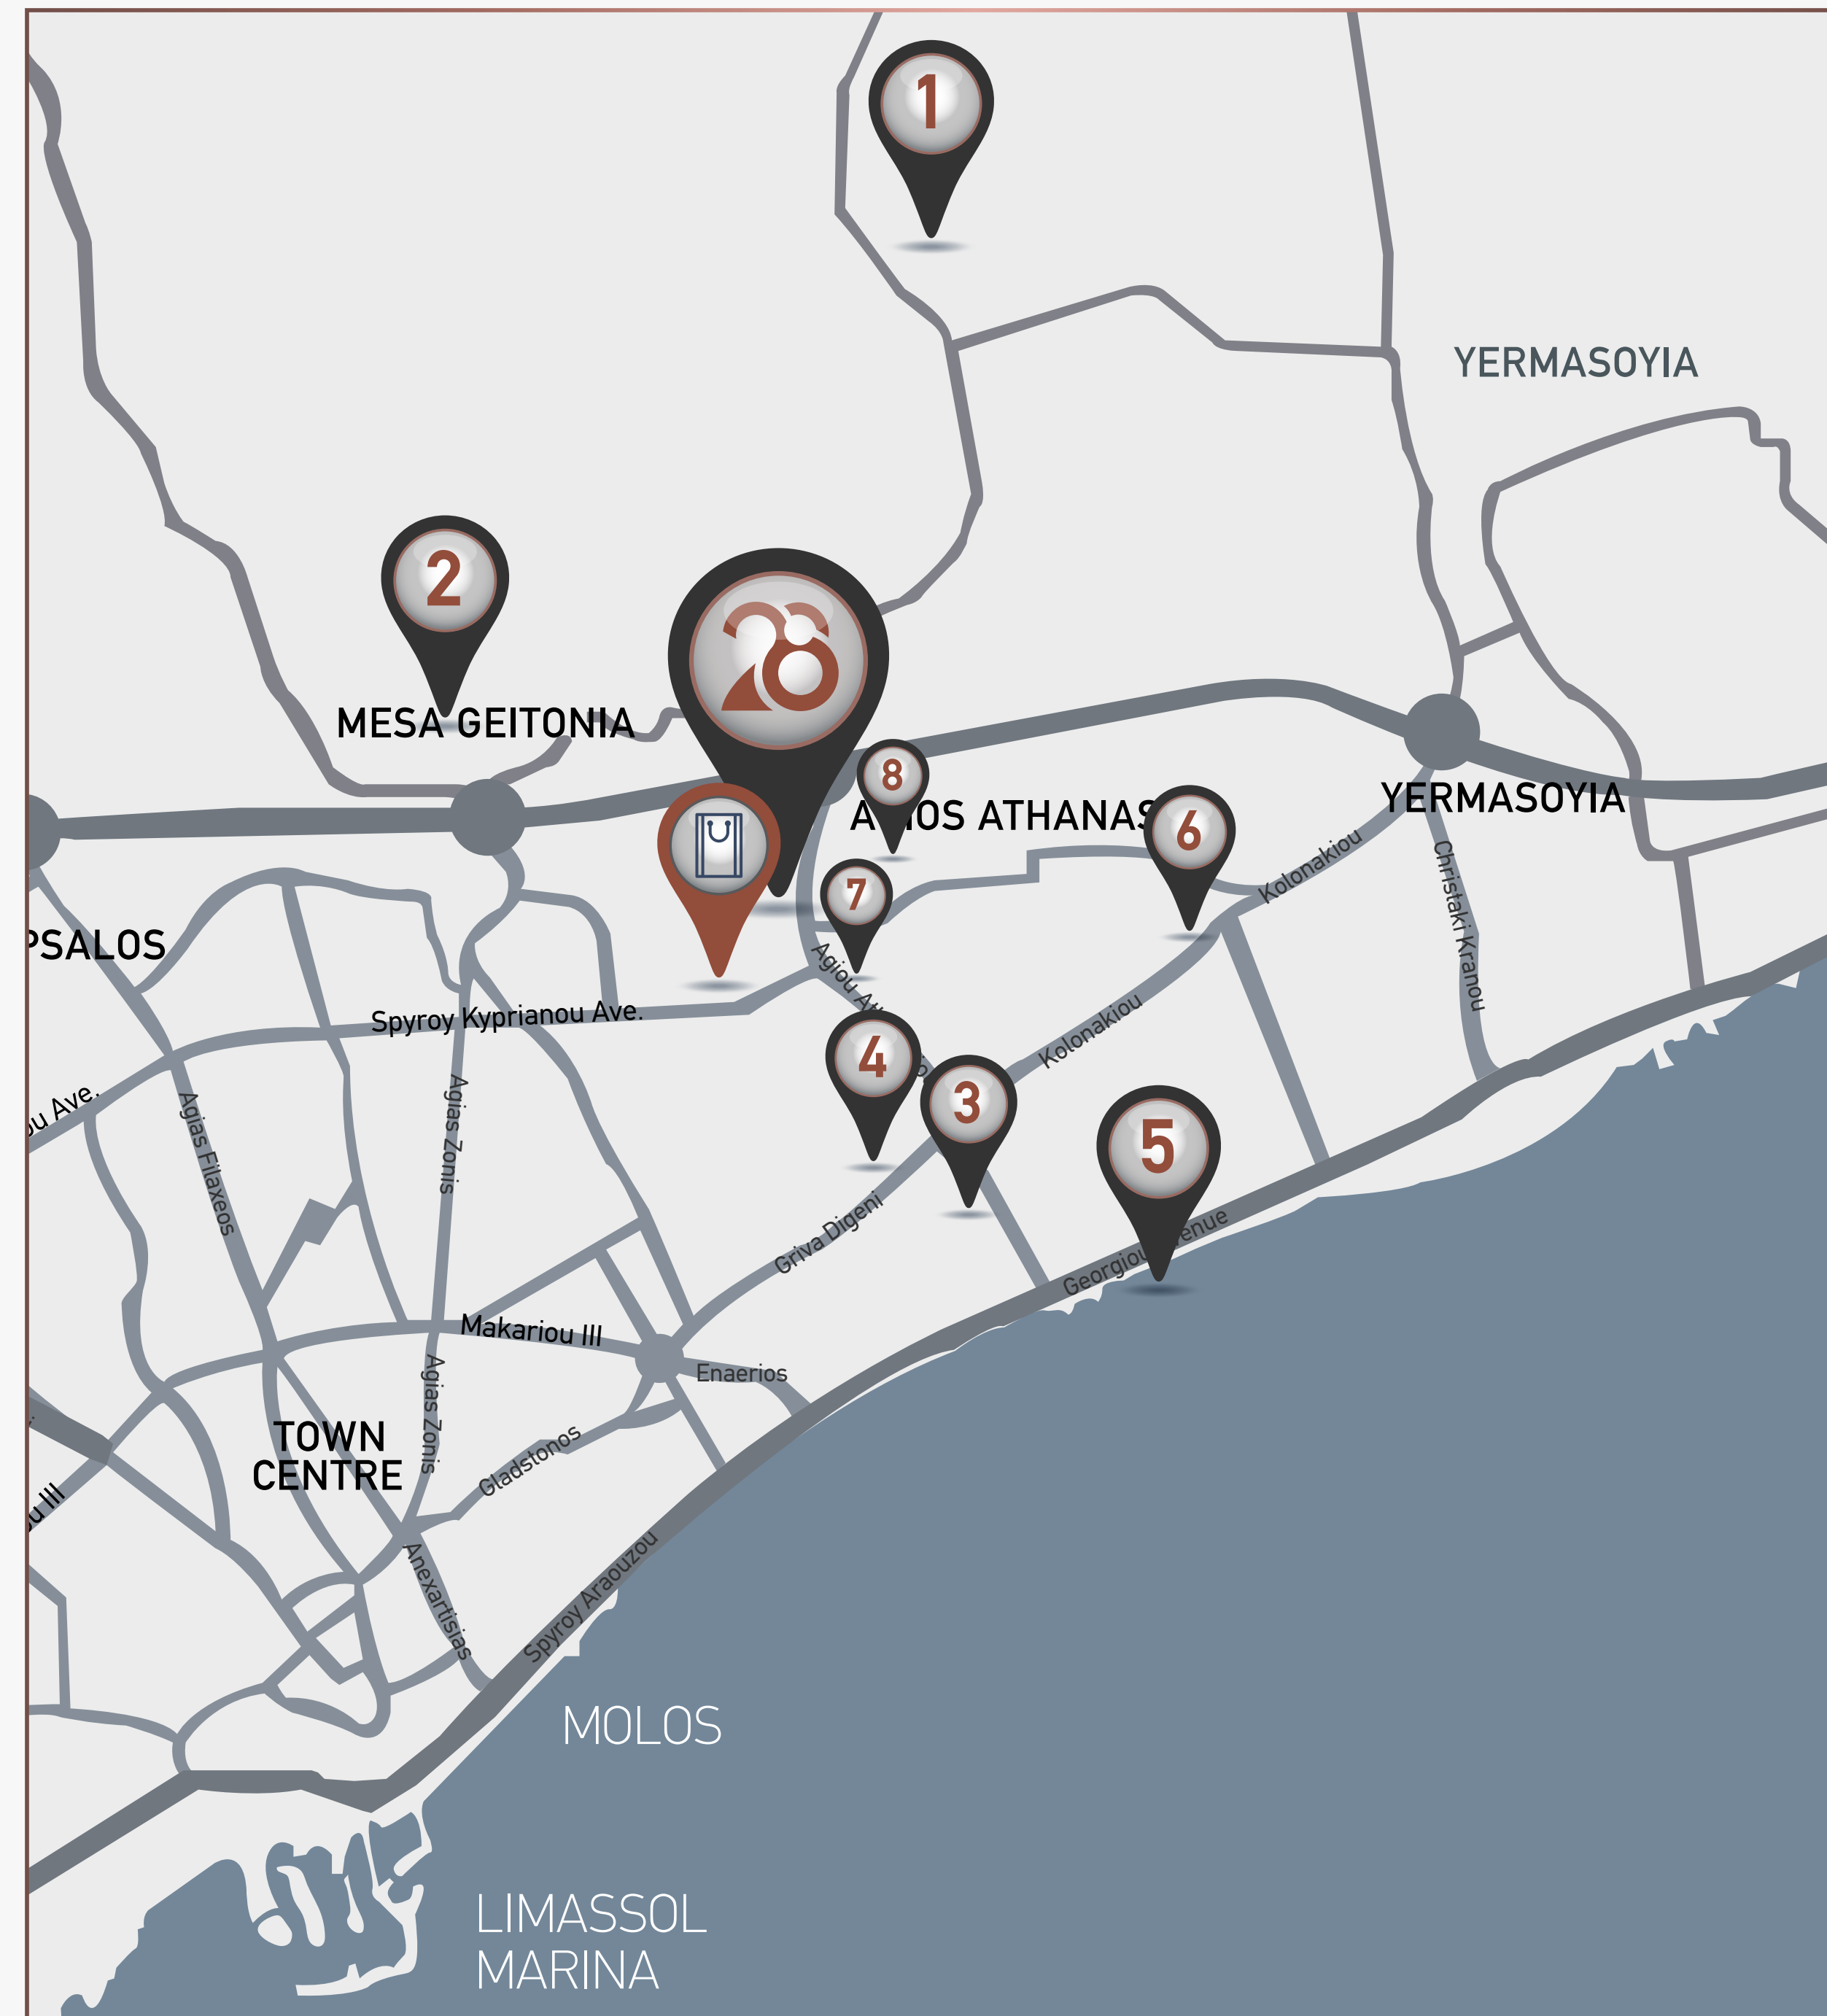 1
YERMASOYIA
2
28
MESA GEITONIA
8
6
YERMASOYIA
7
Kolonakiou
Christaki Kranou
Spyroy Kyprianou Ave.
Agiou
Kolonakiou
4
3
5
Ave.
Agias Filaxeos
Agias Zonis
Griva Digeni
Georgiou
Makariou III
Enaerios
Agias Zonis
TOWN
CENTRE
Gladstonos
III
Anexartisias
Spyroy Araouzou
MOLOS
LIMASSOL
MARINA